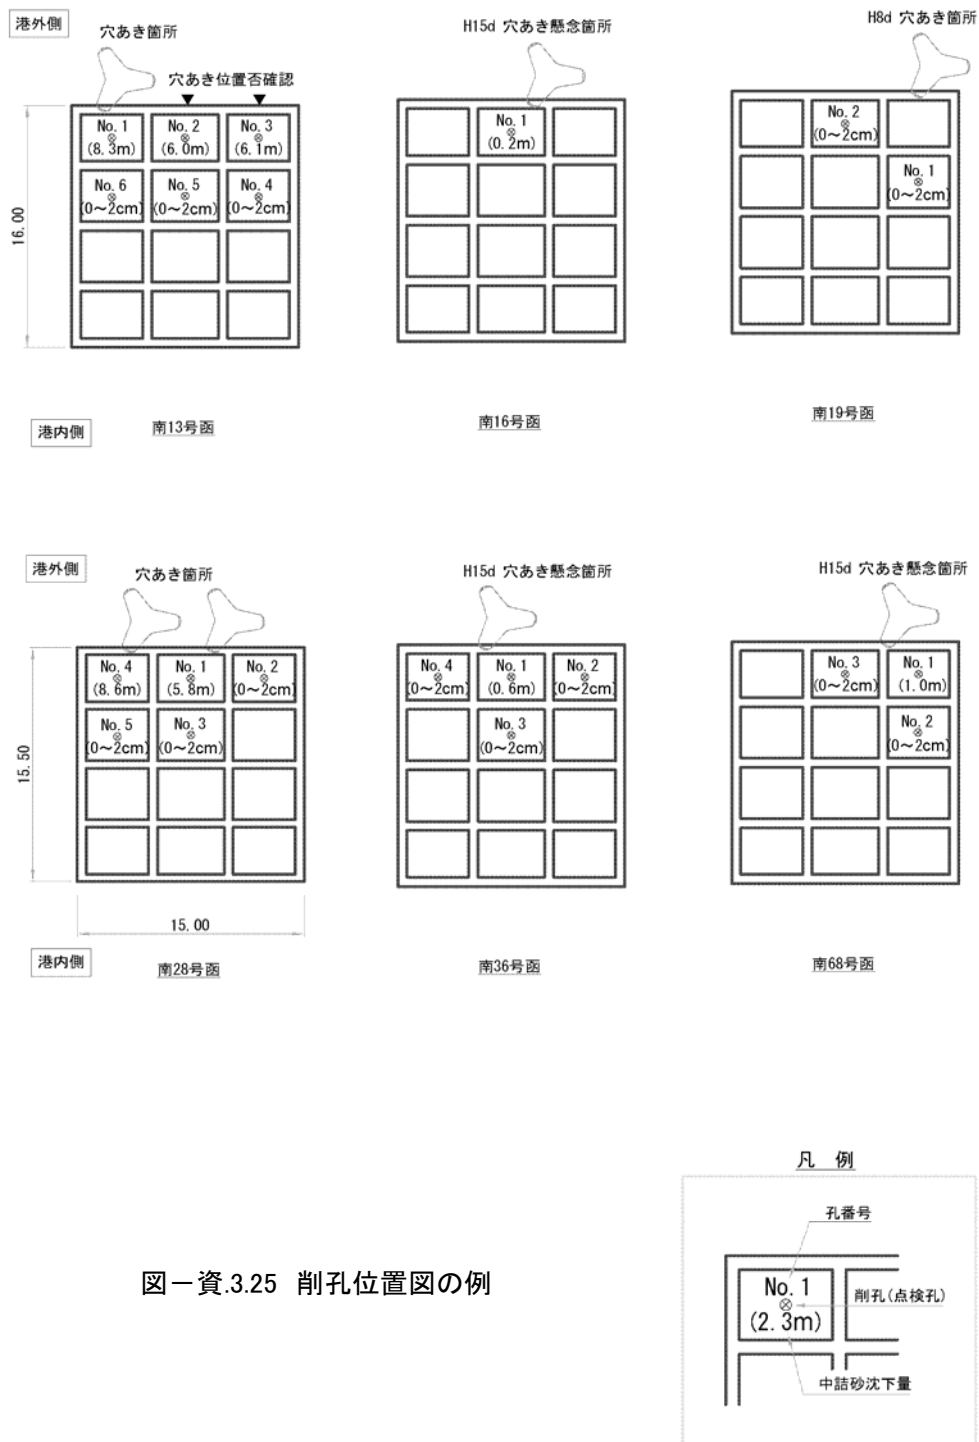 港外側
穴あき箇所
穴あき位置否確認
No. 1
(8. 3m)
No. 2
(6. 0m)
No. 3
(6. 1m)
No. 6
(0～2cm)
No. 5
(0～2cm)
No. 4
(0～2cm)
16. 00
港内側
南13号函
H15d 穴あき懸念箇所
No. 1
(0. 2m)
南16号函
H8d 穴あき箇所
No. 2
(0～2cm)
No. 1
(0～2cm)
南19号函
港外側
穴あき箇所
No. 4
(8. 6m)
No. 1
(5. 8m)
No. 2
(0～2cm)
No. 5
(0～2cm)
No. 3
(0～2cm)
15. 50
15. 00
港内側
南28号函
H15d 穴あき懸念箇所
No. 4
(0～2cm)
No. 1
(0. 6m)
No. 2
(0～2cm)
No. 3
(0～2cm)
南36号函
H15d 穴あき懸念箇所
No. 3
(0～2cm)
No. 1
(1. 0m)
No. 2
(0～2cm)
南68号函
凡 例
孔番号
No. 1
(2. 3m)
削孔(点検孔)
中詰砂沈下量
図－資.3.25 削孔位置図の例